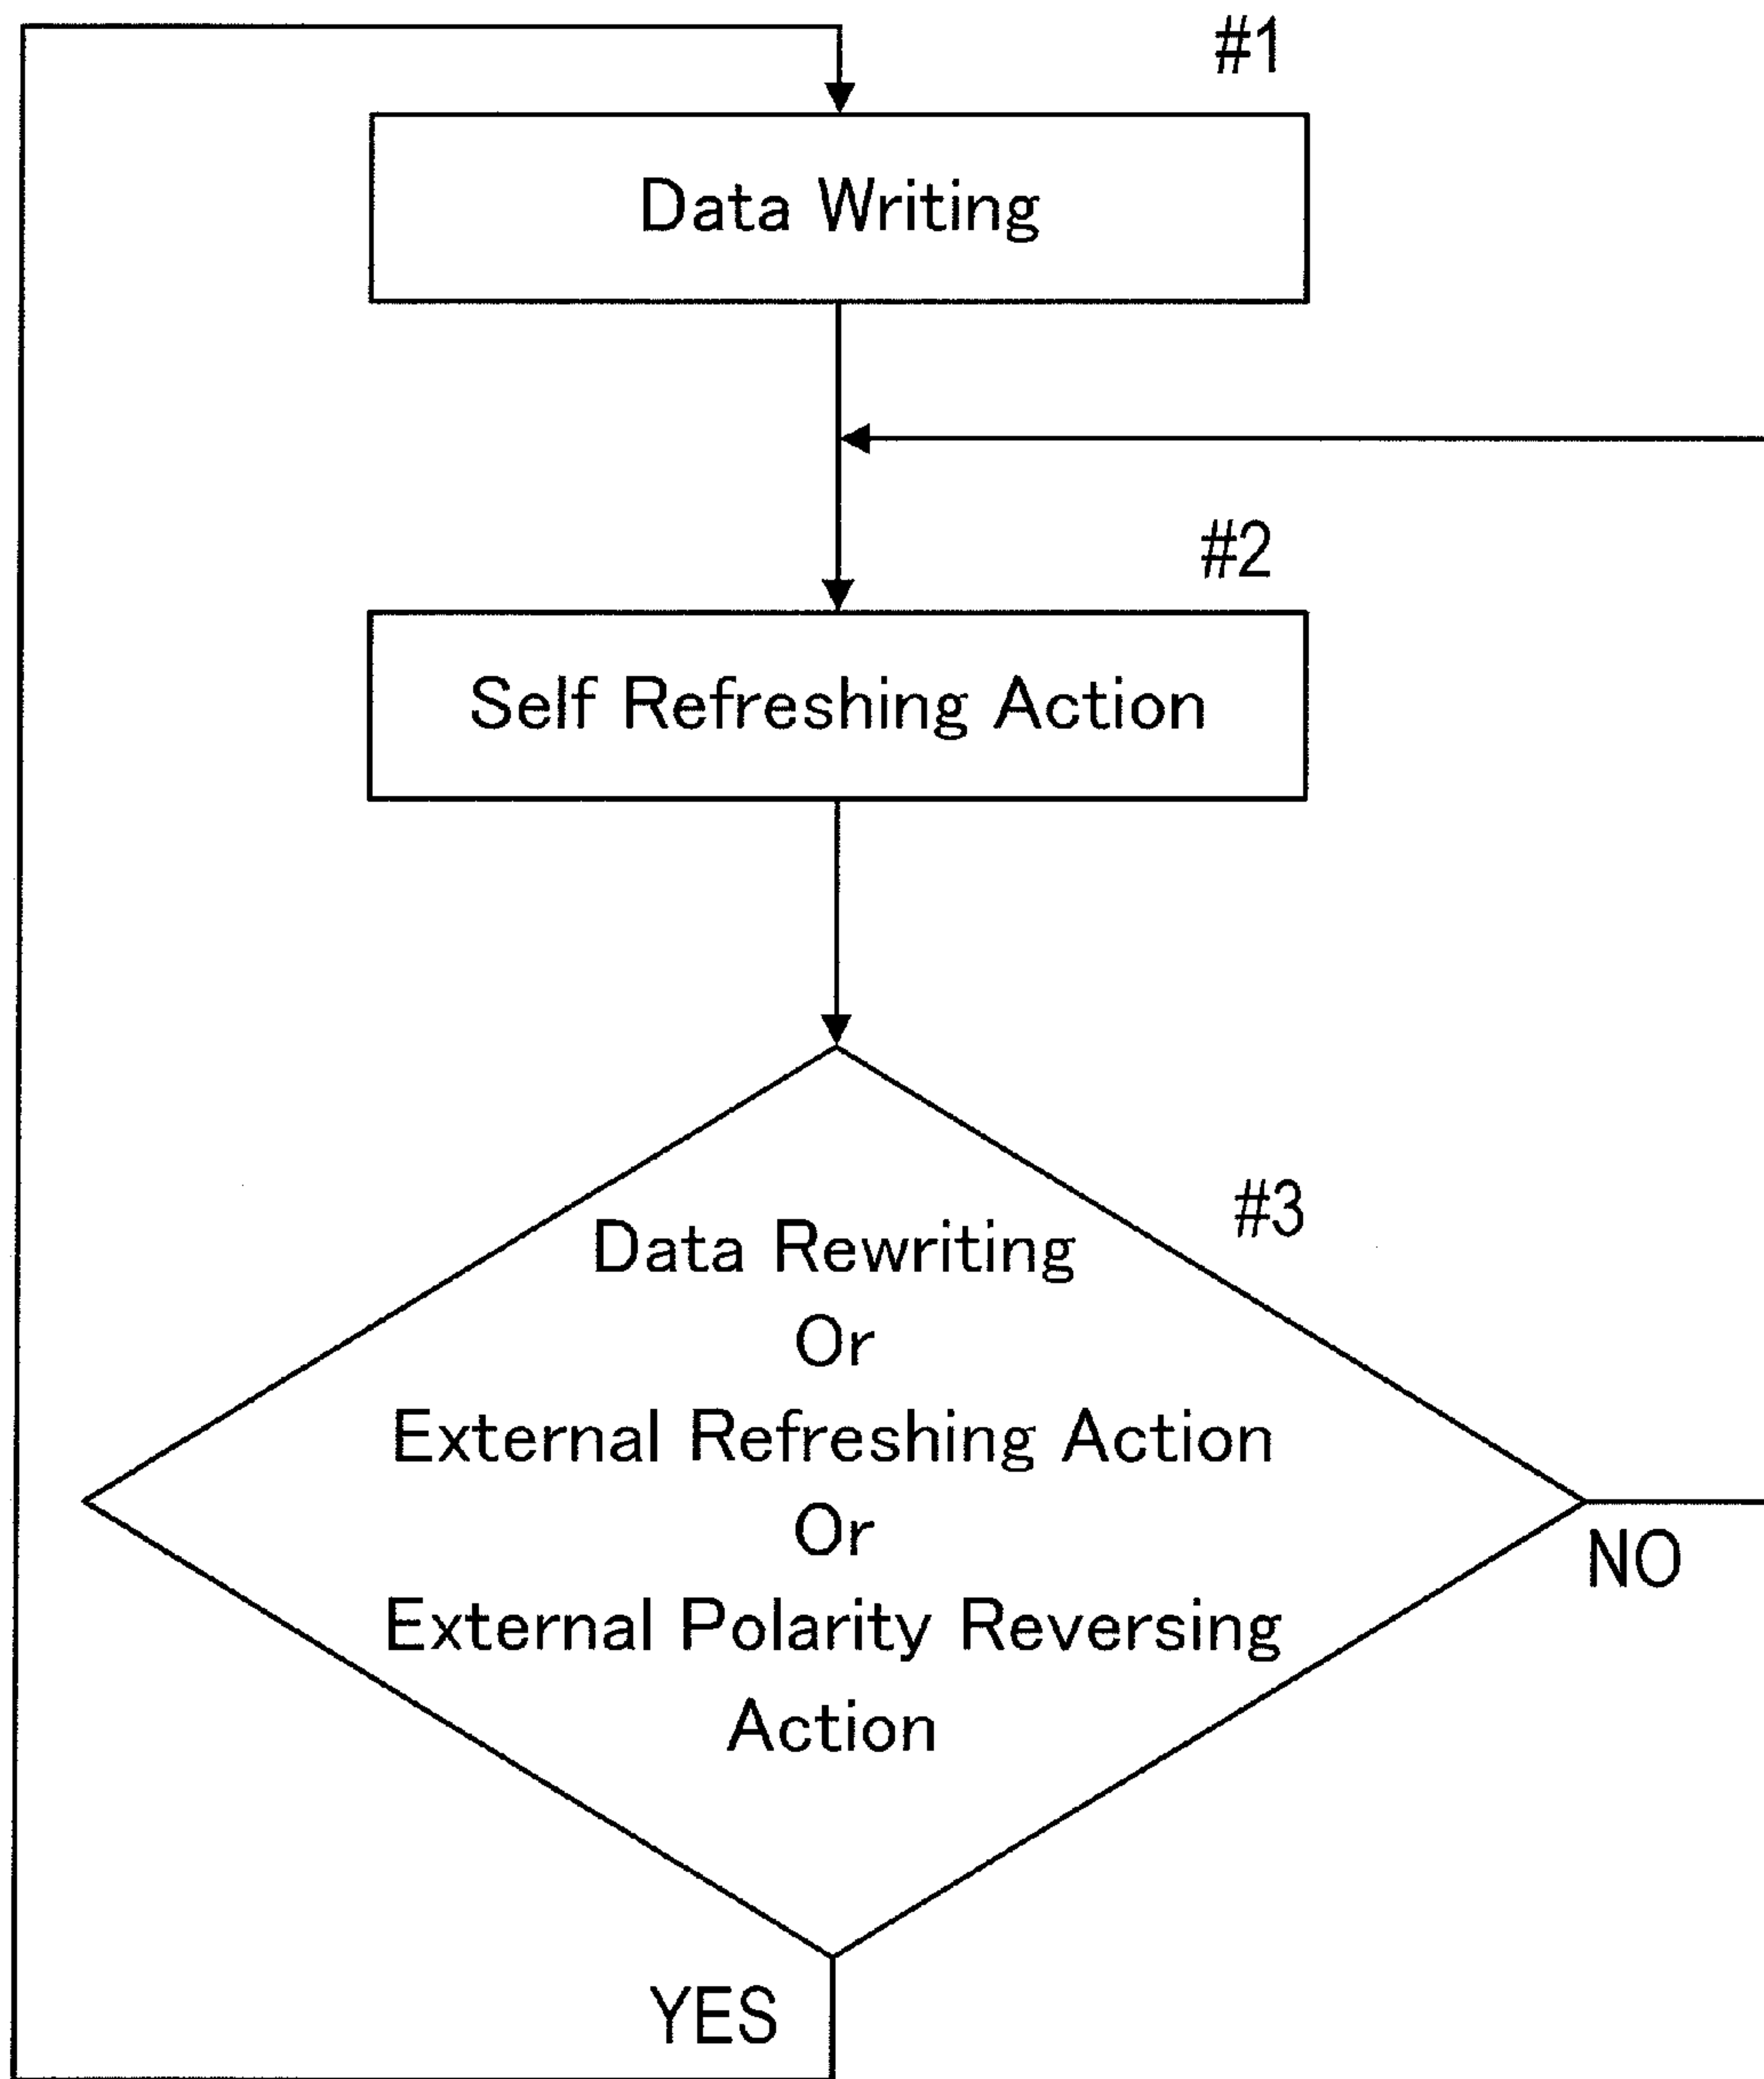 #1
Data Writing
#2
Self Refreshing Action
#3
Data Rewriting
Or
External Refreshing Action
Or
External Polarity Reversing
Action
NO
YES